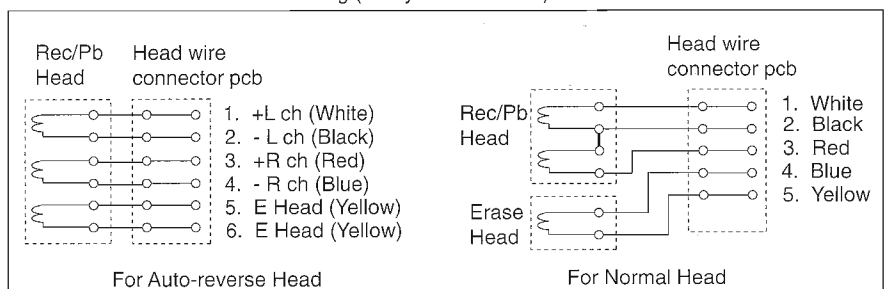 Rec/Pb Head
Head wire connector pcb
1. +L ch (White)
2. - L ch (Black)
3. +R ch (Red)
4. - R ch (Blue)
5. E Head (Yellow)
6. E Head (Yellow)
For Auto-reverse Head
Head wire connector pcb
Rec/Pb Head
Erase Head
1. White
2. Black
3. Red
4. Blue
5. Yellow
For Normal Head